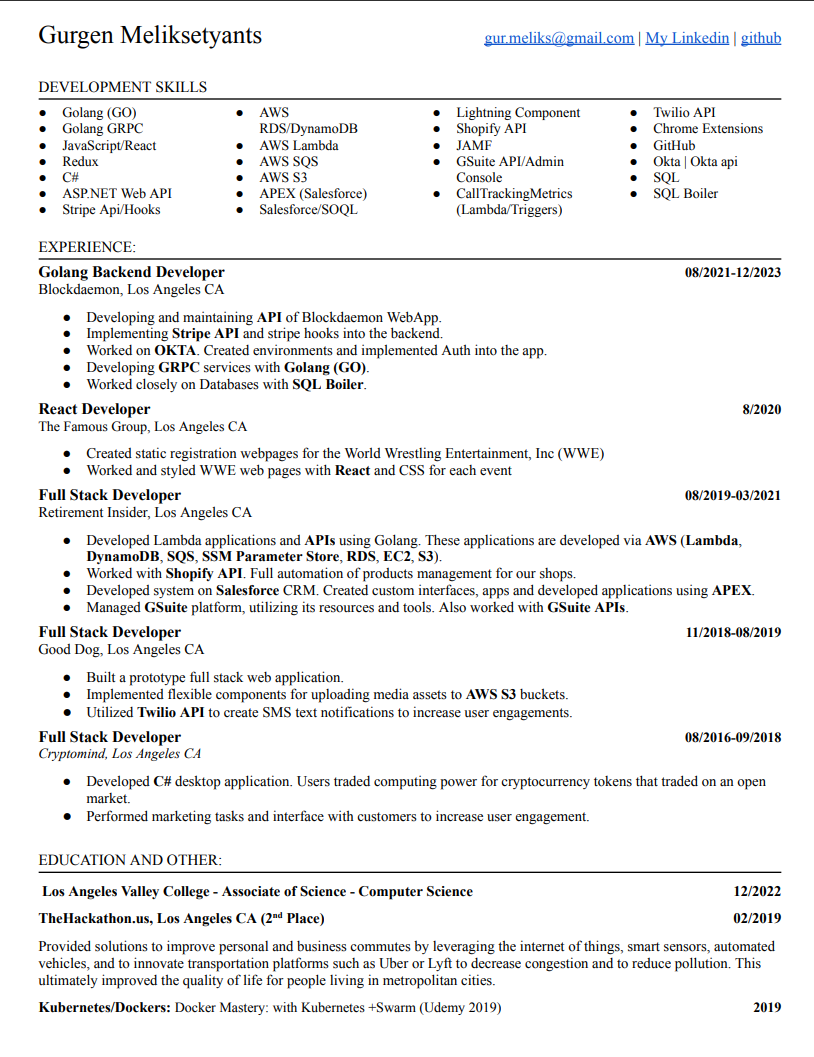 Gurgen Meliksetyants
gur.meliks@gmail.com | My Linkedin | github
DEVELOPMENT SKILLS
● Golang (GO)
● Golang GRPC
● JavaScript/React
● Redux
● C#
● ASP.NET Web API
● Stripe Api/Hooks
● AWS
RDS/DynamoDB
● AWS Lambda
● AWS SQS
● AWS S3
● APEX (Salesforce)
● Salesforce/SOQL
● Lightning Component
● Shopify API
● JAMF
● GSuite API/Admin
Console
● CallTrackingMetrics
(Lambda/Triggers)
● Twilio API
● Chrome Extensions
● GitHub
● Okta | Okta api
● SQL
● SQL Boiler
EXPERIENCE:
Golang Backend Developer 08/2021-12/2023
Blockdaemon, Los Angeles CA
● Developing and maintaining API of Blockdaemon WebApp.
● Implementing Stripe API and stripe hooks into the backend.
● Worked on OKTA. Created environments and implemented Auth into the app.
● Developing GRPC services with Golang (GO).
● Worked closely on Databases with SQL Boiler.
React Developer 8/2020
The Famous Group, Los Angeles CA
● Created static registration webpages for the World Wrestling Entertainment, Inc (WWE)
● Worked and styled WWE web pages with React and CSS for each event
Full Stack Developer 08/2019-03/2021
Retirement Insider, Los Angeles CA
● Developed Lambda applications and APIs using Golang. These applications are developed via AWS (Lambda,
DynamoDB, SQS, SSM Parameter Store, RDS, EC2, S3).
● Worked with Shopify API. Full automation of products management for our shops.
● Developed system on Salesforce CRM. Created custom interfaces, apps and developed applications using APEX.
● Managed GSuite platform, utilizing its resources and tools. Also worked with GSuite APIs.
Full Stack Developer 11/2018-08/2019
Good Dog, Los Angeles CA
● Built a prototype full stack web application.
● Implemented flexible components for uploading media assets to AWS S3 buckets.
● Utilized Twilio API to create SMS text notifications to increase user engagements.
Full Stack Developer 08/2016-09/2018
Cryptomind, Los Angeles CA
● Developed C# desktop application. Users traded computing power for cryptocurrency tokens that traded on an open
market.
● Performed marketing tasks and interface with customers to increase user engagement.
EDUCATION AND OTHER:
Los Angeles Valley College - Associate of Science - Computer Science 12/2022
TheHackathon.us, Los Angeles CA (2nd Place) 02/2019
Provided solutions to improve personal and business commutes by leveraging the internet of things, smart sensors, automated
vehicles, and to innovate transportation platforms such as Uber or Lyft to decrease congestion and to reduce pollution. This
ultimately improved the quality of life for people living in metropolitan cities.
Kubernetes/Dockers: Docker Mastery: with Kubernetes +Swarm (Udemy 2019) 2019